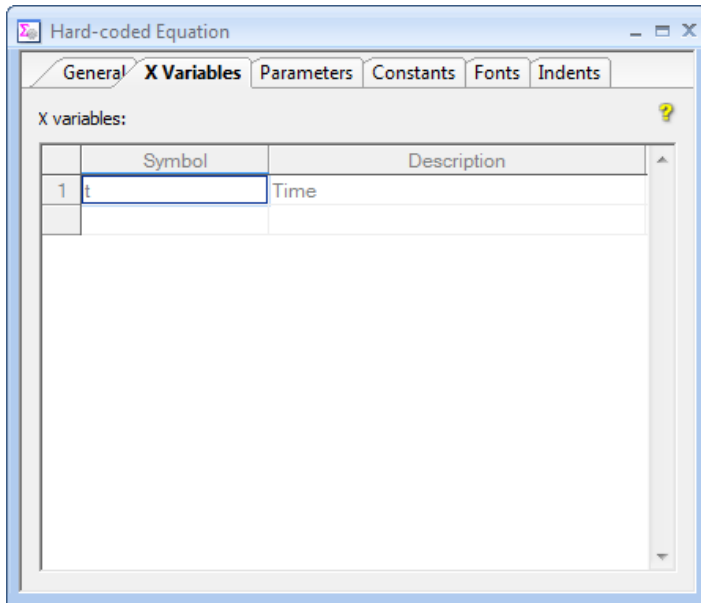 Hard-coded Equation
General X Variables Parameters Constants Fonts Indents
X variables:
Symbol Description
1 t Time